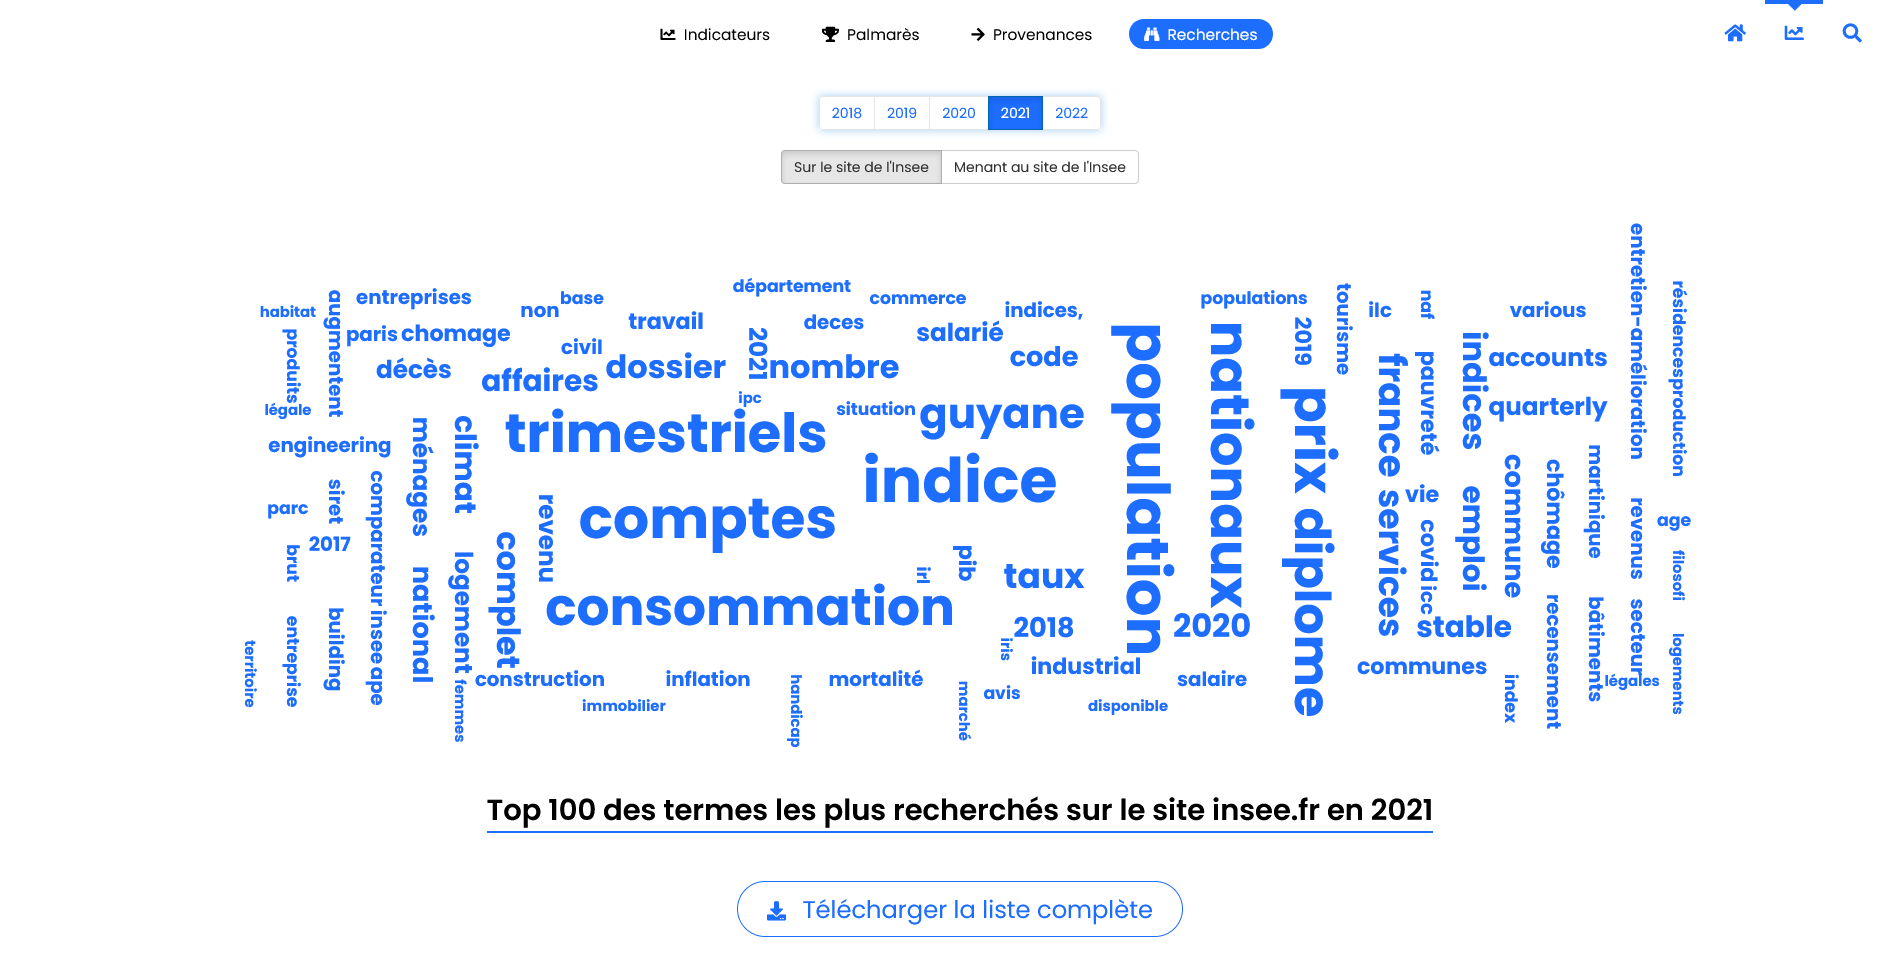 Indicateurs
Palmarès
Provenances
Recherches
2018
2019
2020
2021
2022
Sur le site de l'Insee
Menant au site de l'Insee
habitat
augmentent
entreprises
non
base
département
commerce
indices,
populations
tourisme
ilc
naf
various
entretien-amélioration
résidences
production
produits
paris
chomage
civil
travail
2021
deces
salarié
code
2019
indices
accounts
décès
affaires
dossier
nombre
france
pauvreté
légale
ipc
situation
guyane
population
nationaux
prix
quarterly
engineering
ménages
climat
trimestriels
indice
services
vie
commune
chômage
martinique
parc
siret
comparateur
revenu
comptes
emploi
revenus
age
2017
brut
complet
pib
irl
taux
diplome
covid
icc
filosofi
national
logement
consommation
2018
2020
stable
recensement
bâtiments
secteur
logements
territoire
entreprise
building
insee
ape
iris
industrial
communes
femmes
construction
inflation
handicap
mortalité
marché
avis
salaire
index
légales
immobilier
disponible
Top 100 des termes les plus recherchés sur le site insee.fr en 2021
Télécharger la liste complète